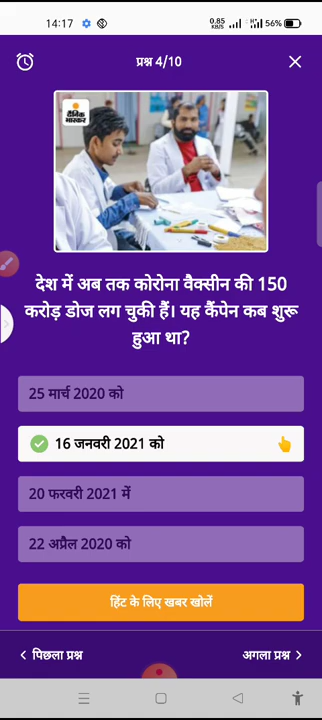 14:17
0.85
KB/S
56%
प्रश्न 4/10
दैनिक
भास्कर
देश में अब तक कोरोना वैक्सीन की 150
करोड़ डोज लग चुकी हैं। यह कैंपेन कब शुरू
हुआ था?
25 मार्च 2020 को
16 जनवरी 2021 को
20 फरवरी 2021 में
22 अप्रैल 2020 को
हिंट के लिए खबर खोलें
< पिछला प्रश्न
अगला प्रश्न >